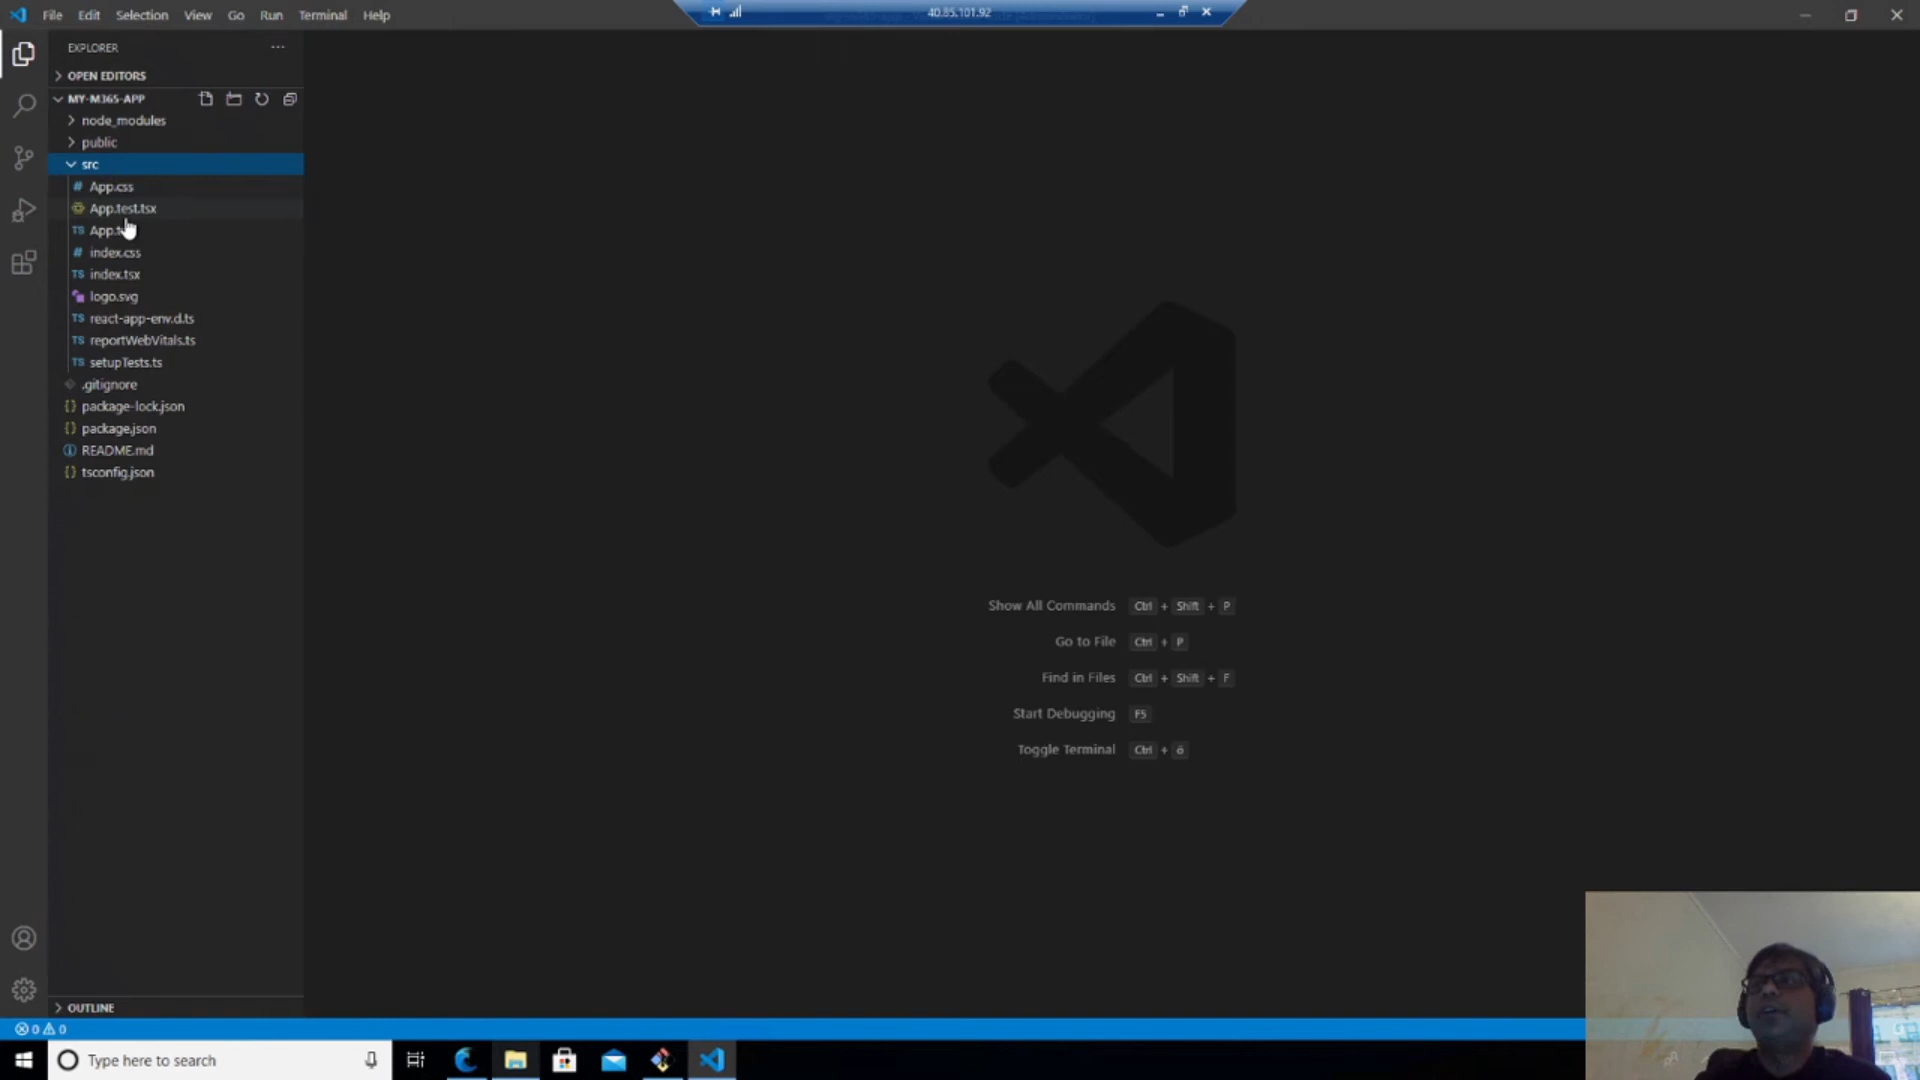 File Edit Selection View Go Run Terminal Help
40.85.101.92
EXPLORER
OPEN EDITORS
MY-M365-APP
node_modules
public
src
App.css
App.test.tsx
App.t
index.css
index.tsx
logo.svg
react-app-env.d.ts
reportWebVitals.ts
setupTests.ts
.gitignore
package-lock.json
package.json
README.md
tsconfig.json
Show All Commands Ctrl + Shift + P
Go to File Ctrl + P
Find in Files Ctrl + Shift + F
Start Debugging F5
Toggle Terminal Ctrl + ö
OUTLINE
0 0
Type here to search